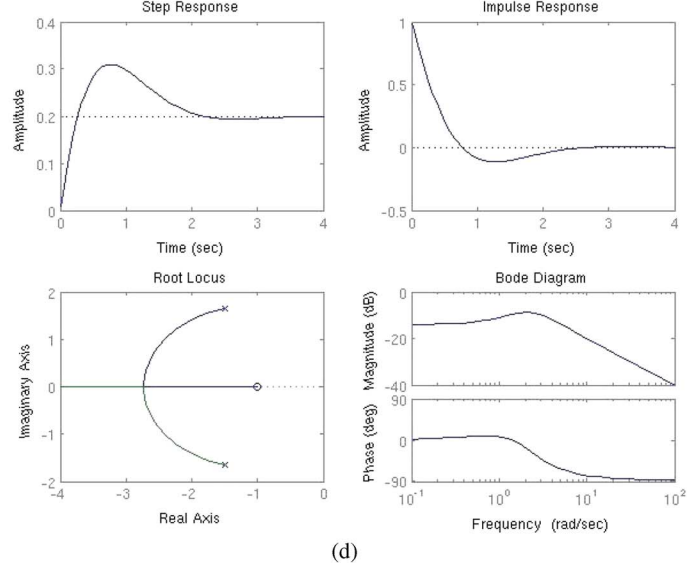 Step Response
0.4
0.3
0.2
0.1
0
0 1 2 3 4
Amplitude
Time (sec)
Impulse Response
1
0.5
0
-0.5
0 1 2 3 4
Amplitude
Time (sec)
Root Locus
2
1
0
-1
-2
-4 -3 -2 -1 0
Imaginary Axis
Real Axis
Bode Diagram
0
-20
-40
Magnitude (dB)
90
0
-90
Phase (deg)
10^-1 10^0 10^1 10^2
Frequency (rad/sec)
(d)